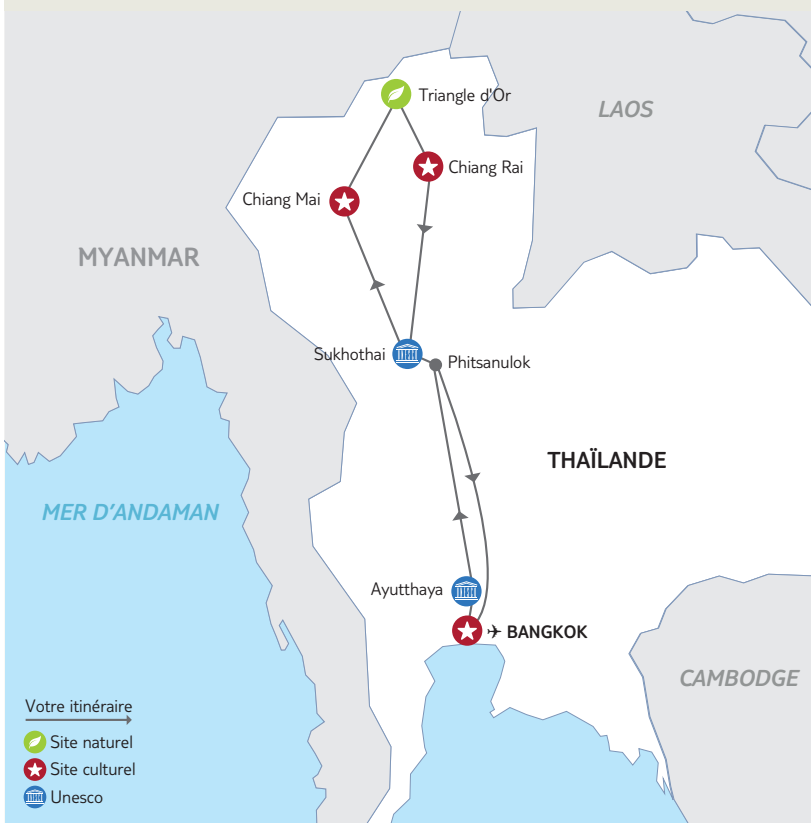 Triangle d'Or
LAOS
Chiang Rai
Chiang Mai
MYANMAR
Sukhothai
Phitsanulok
THAÏLANDE
MER D'ANDAMAN
Ayutthaya
BANGKOK
CAMBODGE
Votre itinéraire
Site naturel
Site culturel
Unesco